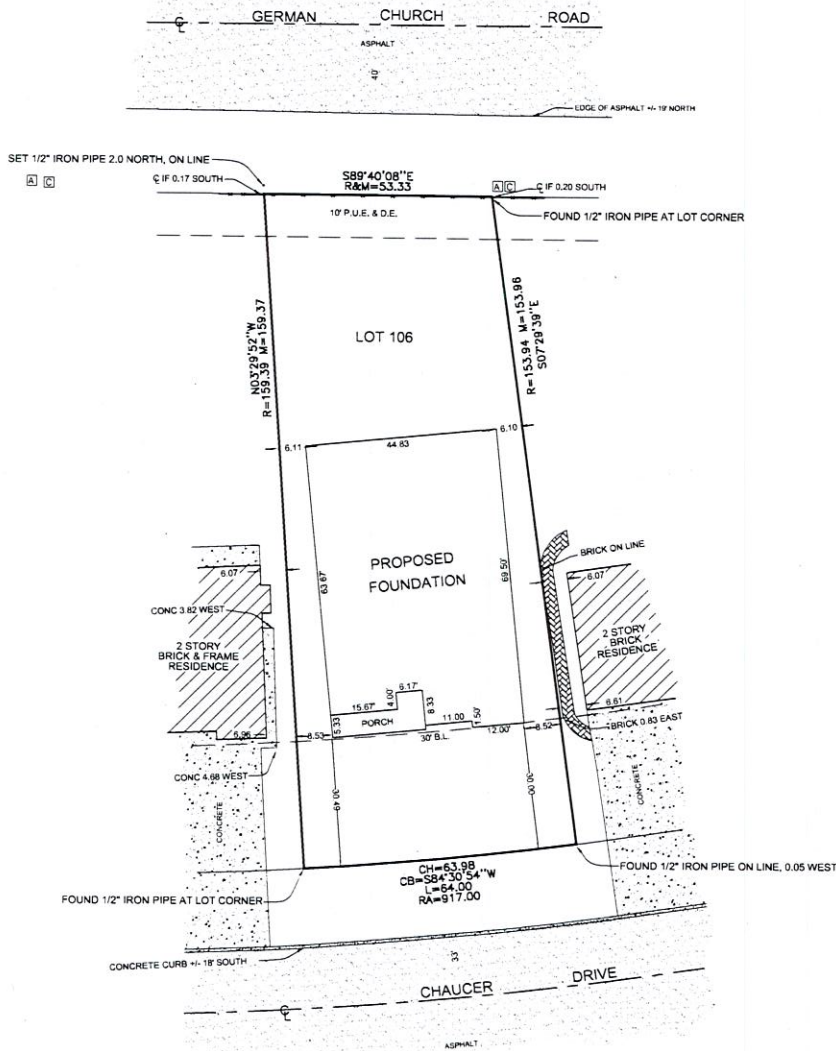 GERMAN CHURCH ROAD
ASPHALT
40'
EDGE OF ASPHALT +/- 19' NORTH
SET 1/2" IRON PIPE 2.0 NORTH, ON LINE
A C
S89°40'08"E
R&M=53.33
A C
℄ IF 0.17 SOUTH
℄ IF 0.20 SOUTH
10' P.U.E. & D.E.
FOUND 1/2" IRON PIPE AT LOT CORNER
LOT 106
N03°29'52"W
R=159.39 M=159.37
R=153.94 M=153.96
S07°29'39"E
6.11
44.83
6.10
BRICK ON LINE
PROPOSED
FOUNDATION
63.67
69.50
6.07
6.07
CONC 3.82 WEST
2 STORY
BRICK & FRAME
RESIDENCE
2 STORY
BRICK
RESIDENCE
6.17'
15.67'
4.00'
8.33
PORCH
5.33
11.00
1.50'
12.00'
30' B.L.
6.61
BRICK 0.83 EAST
6.96
8.53
8.52
CONC 4.68 WEST
CONCRETE
30.49
30.00
CONCRETE
CH=63.98
CB=S84°30'54"W
L=64.00
RA=917.00
FOUND 1/2" IRON PIPE ON LINE, 0.05 WEST
FOUND 1/2" IRON PIPE AT LOT CORNER
CONCRETE CURB +/- 18' SOUTH
33'
℄ CHAUCER DRIVE
ASPHALT